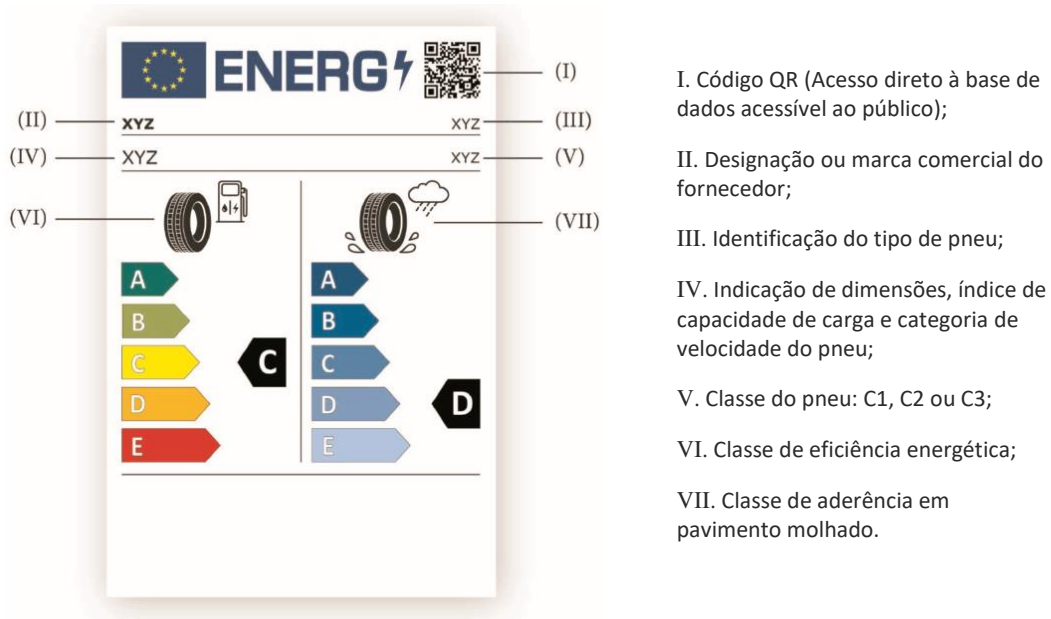 ENERG
(I)
(II)
XYZ
XYZ
(III)
(IV)
XYZ
XYZ
(V)
(VI)
(VII)
A
A
B
B
C
C
C
D
D
D
E
E
I. Código QR (Acesso direto à base de
dados acessível ao público);
II. Designação ou marca comercial do
fornecedor;
III. Identificação do tipo de pneu;
IV. Indicação de dimensões, índice de
capacidade de carga e categoria de
velocidade do pneu;
V. Classe do pneu: C1, C2 ou C3;
VI. Classe de eficiência energética;
VII. Classe de aderência em
pavimento molhado.